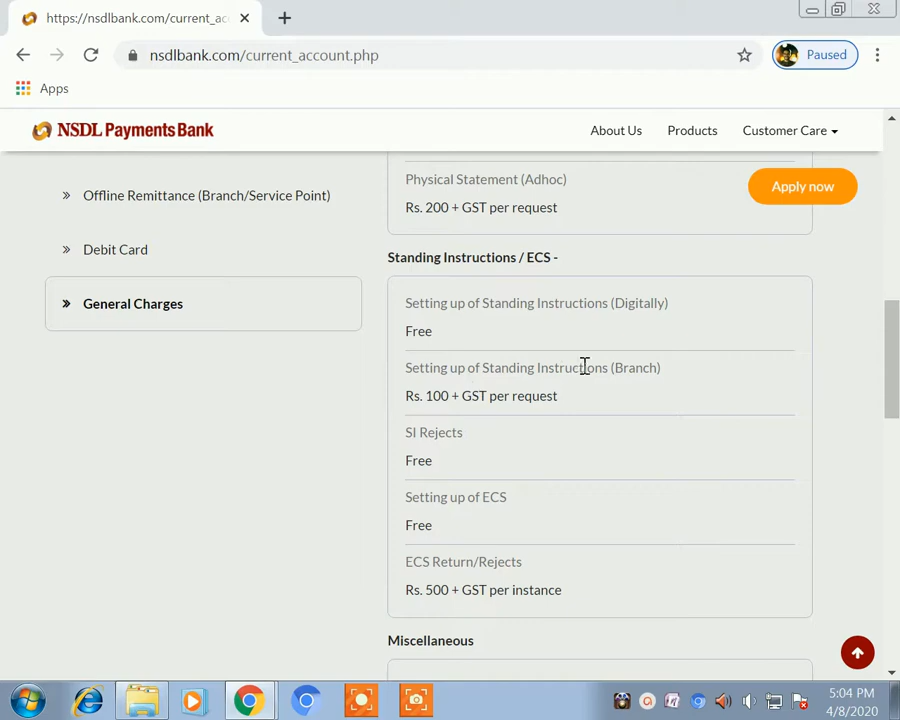 https://nsdlbank.com/current_ac
nsdlbank.com/current_account.php
Paused
Apps
NSDL Payments Bank
About Us
Products
Customer Care
Offline Remittance (Branch/Service Point)
Debit Card
General Charges
Physical Statement (Adhoc)
Rs. 200 + GST per request
Apply now
Standing Instructions / ECS -
Setting up of Standing Instructions (Digitally)
Free
Setting up of Standing Instructions (Branch)
Rs. 100 + GST per request
SI Rejects
Free
Setting up of ECS
Free
ECS Return/Rejects
Rs. 500 + GST per instance
Miscellaneous
5:04 PM
4/8/2020